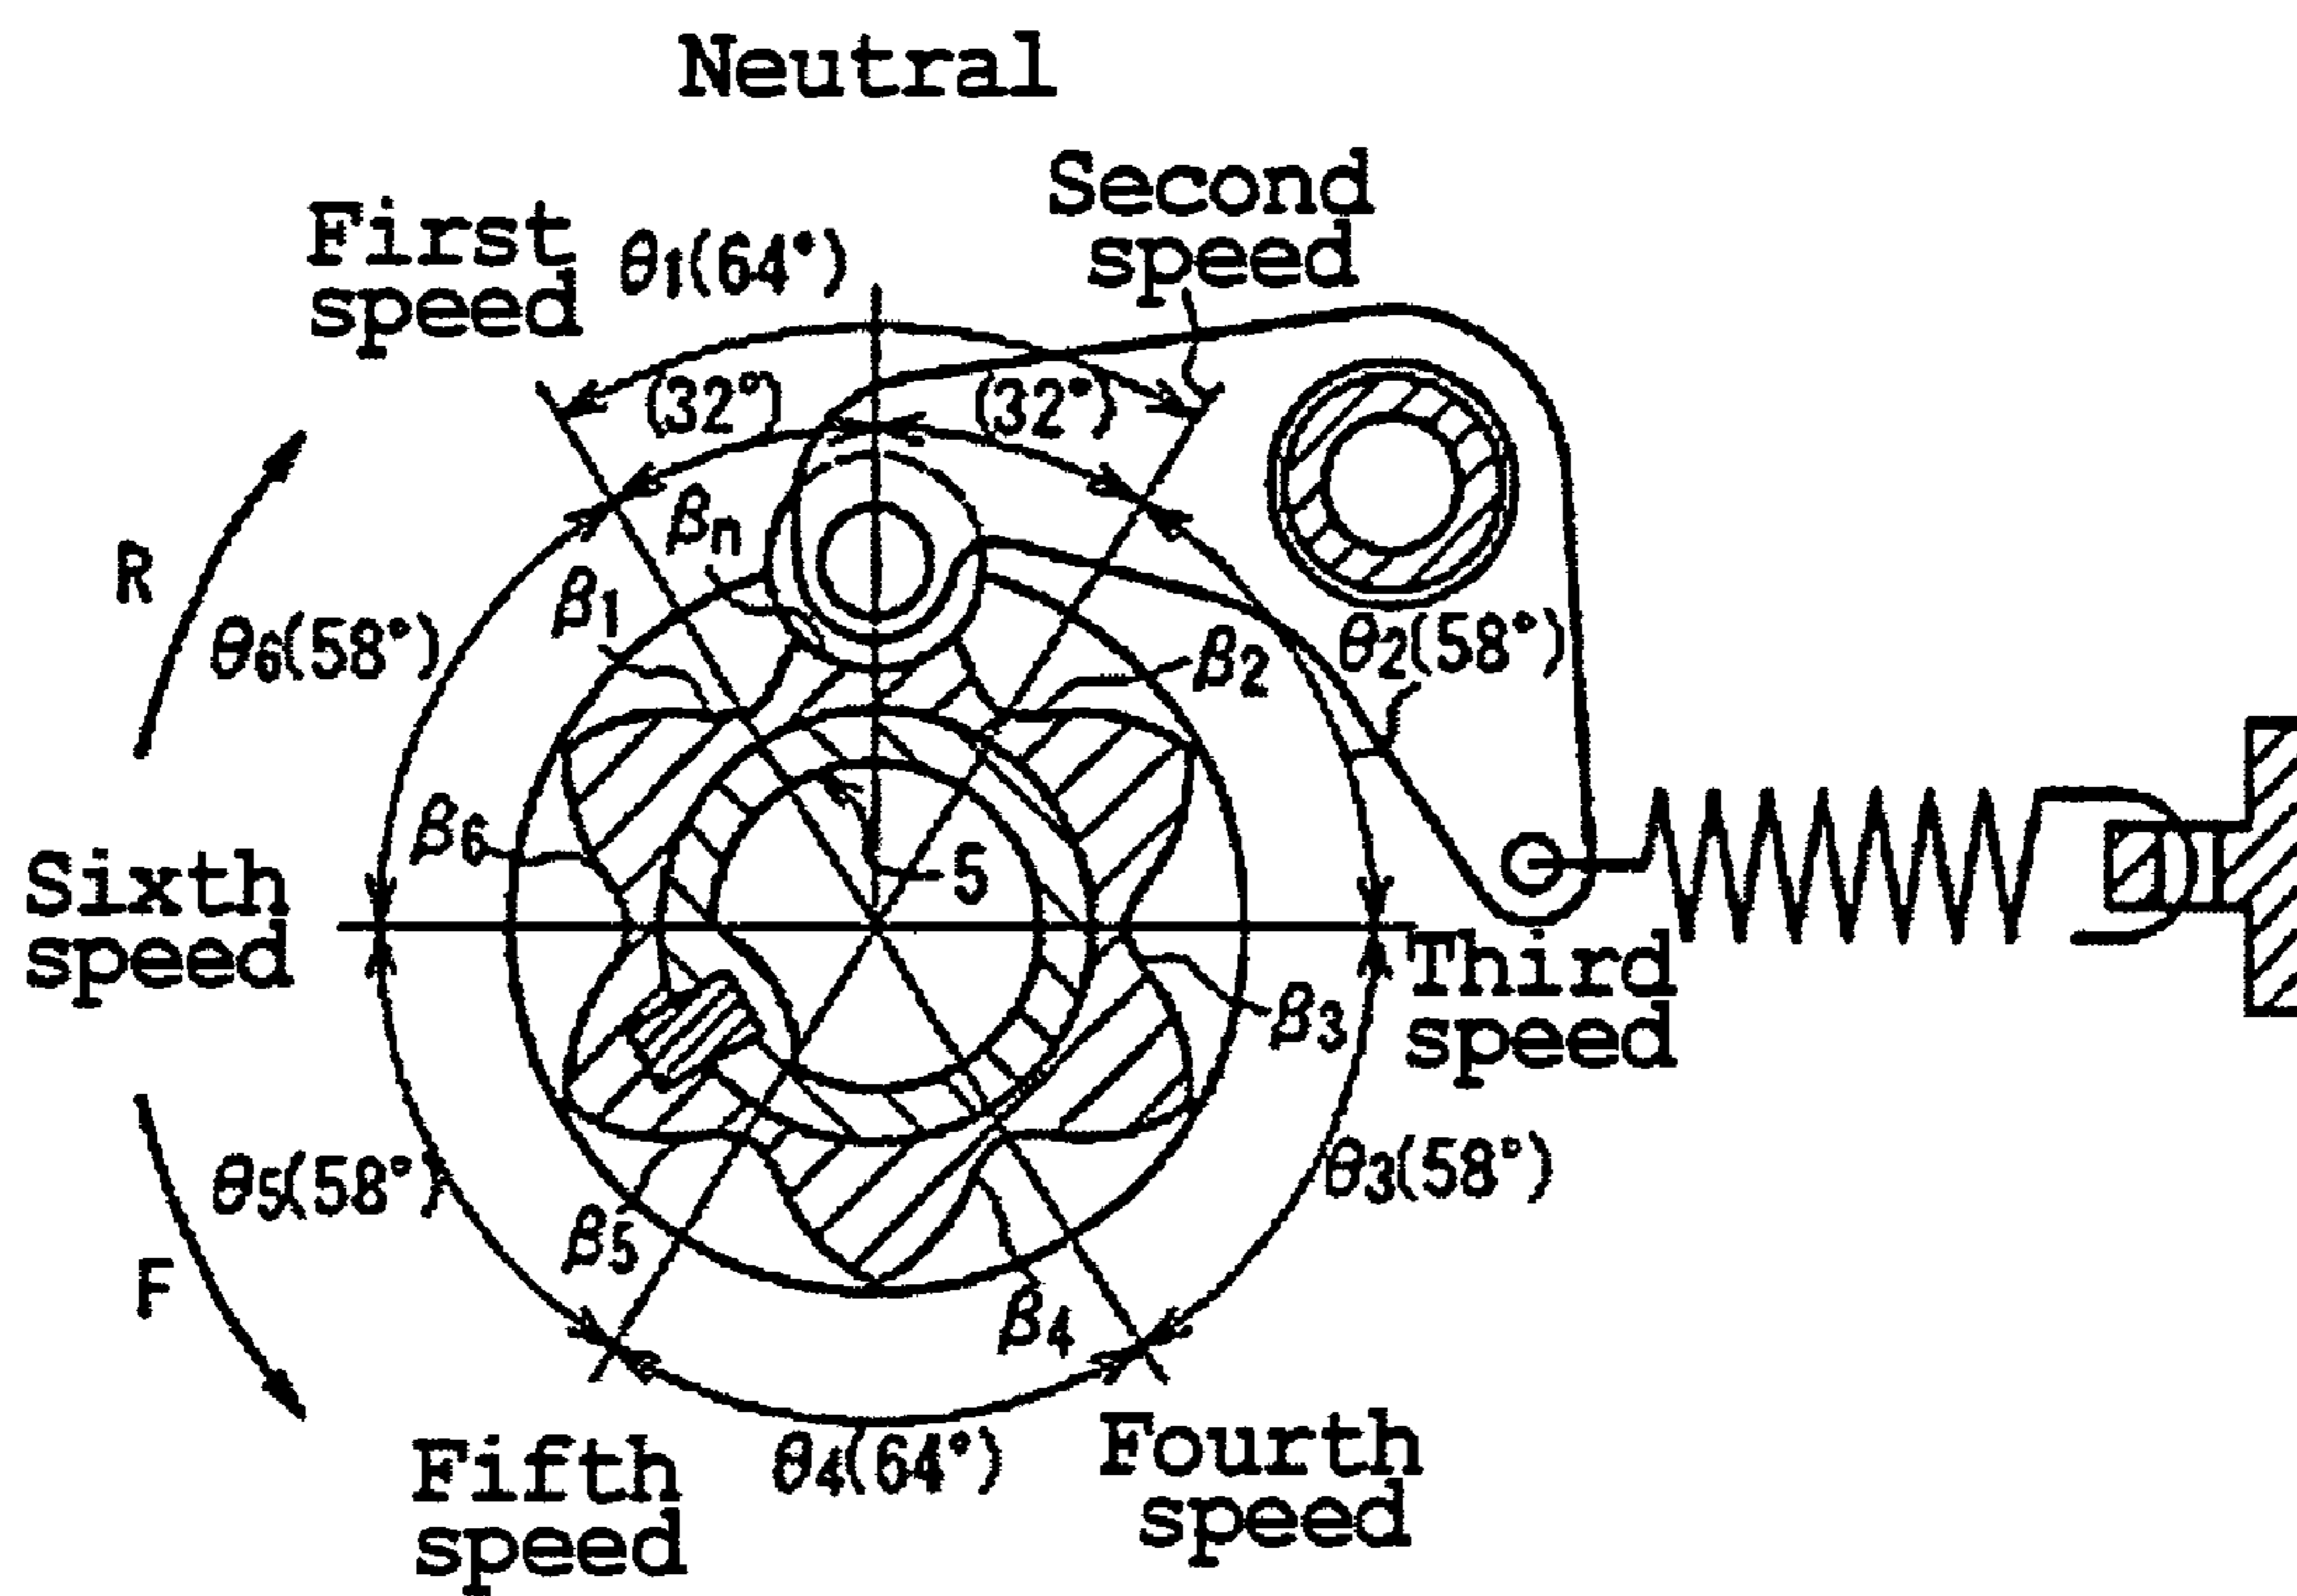 Neutral
Second
speed
First
speed
θ1(64°)
(32°)
(32°)
βn
R
β1
θ6(58°)
β2
θ2(58°)
β6
5
Sixth
speed
Third
speed
β3
θ5(58°)
θ3(58°)
β5
F
β4
θ4(64°)
Fourth
speed
Fifth
speed